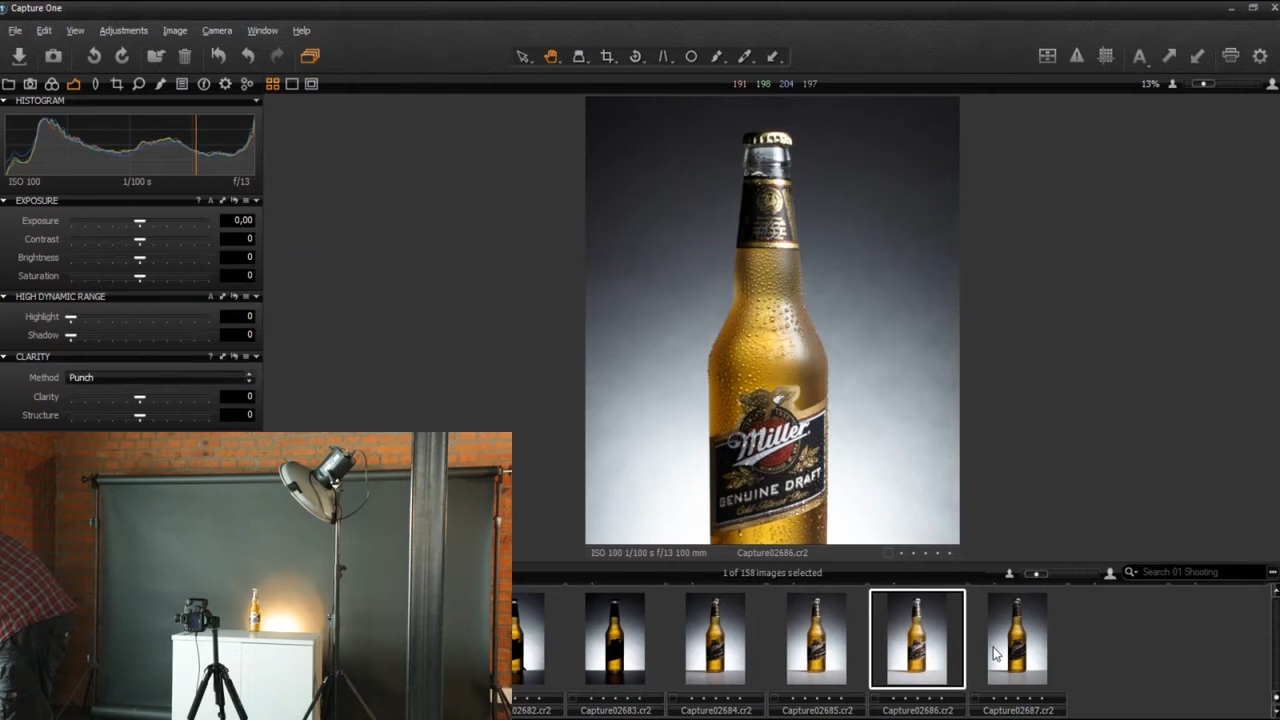 Capture One
File Edit View Adjustments Image Camera Window Help
191 198 204 197
13%
HISTOGRAM
ISO 100 1/100 s f/13
EXPOSURE
Exposure 0,00
Contrast 0
Brightness 0
Saturation 0
HIGH DYNAMIC RANGE
Highlight 0
Shadow 0
CLARITY
Method Punch
Clarity 0
Structure 0
Miller
GENUINE DRAFT
Cold-Filtered Beer
ISO 100 1/100 s f/13 100 mm Capture02686.cr2
1 of 158 images selected
Search 01 Shooting
02682.cr2 Capture02683.cr2 Capture02684.cr2 Capture02685.cr2 Capture02686.cr2 Capture02687.cr2